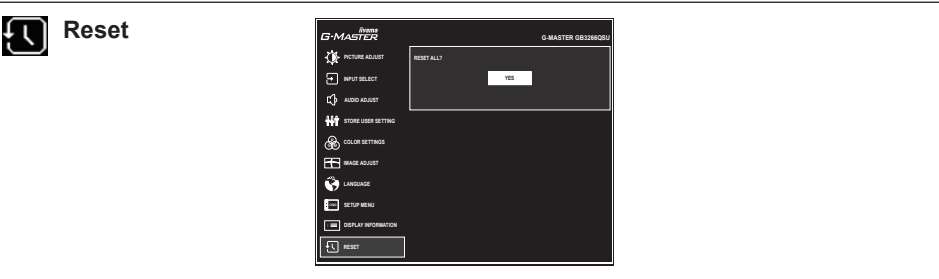 Reset
iiyama
G-MASTER
G-MASTER GB3266QSU
PICTURE ADJUST
RESET ALL?
YES
INPUT SELECT
AUDIO ADJUST
STORE USER SETTING
COLOR SETTINGS
IMAGE ADJUST
LANGUAGE
SETUP MENU
DISPLAY INFORMATION
RESET